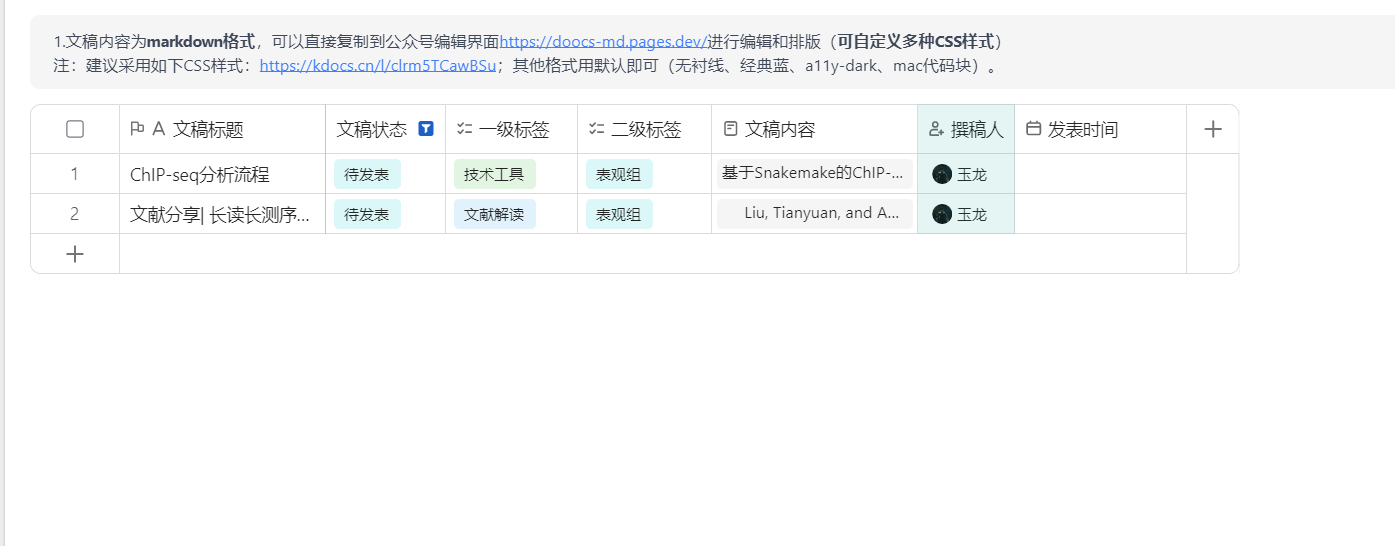 1.文稿内容为markdown格式，可以直接复制到公众号编辑界面https://doocs-md.pages.dev/进行编辑和排版（可自定义多种CSS样式）
注：建议采用如下CSS样式：https://kdocs.cn/l/clrm5TCawBSu；其他格式用默认即可（无衬线、经典蓝、a11y-dark、mac代码块）。
A 文稿标题 文稿状态 一级标签 二级标签 文稿内容 撰稿人 发表时间
1 ChIP-seq分析流程 待发表 技术工具 表观组 基于Snakemake的ChIP-... 玉龙
2 文献分享| 长读长测序... 待发表 文献解读 表观组 Liu, Tianyuan, and A... 玉龙